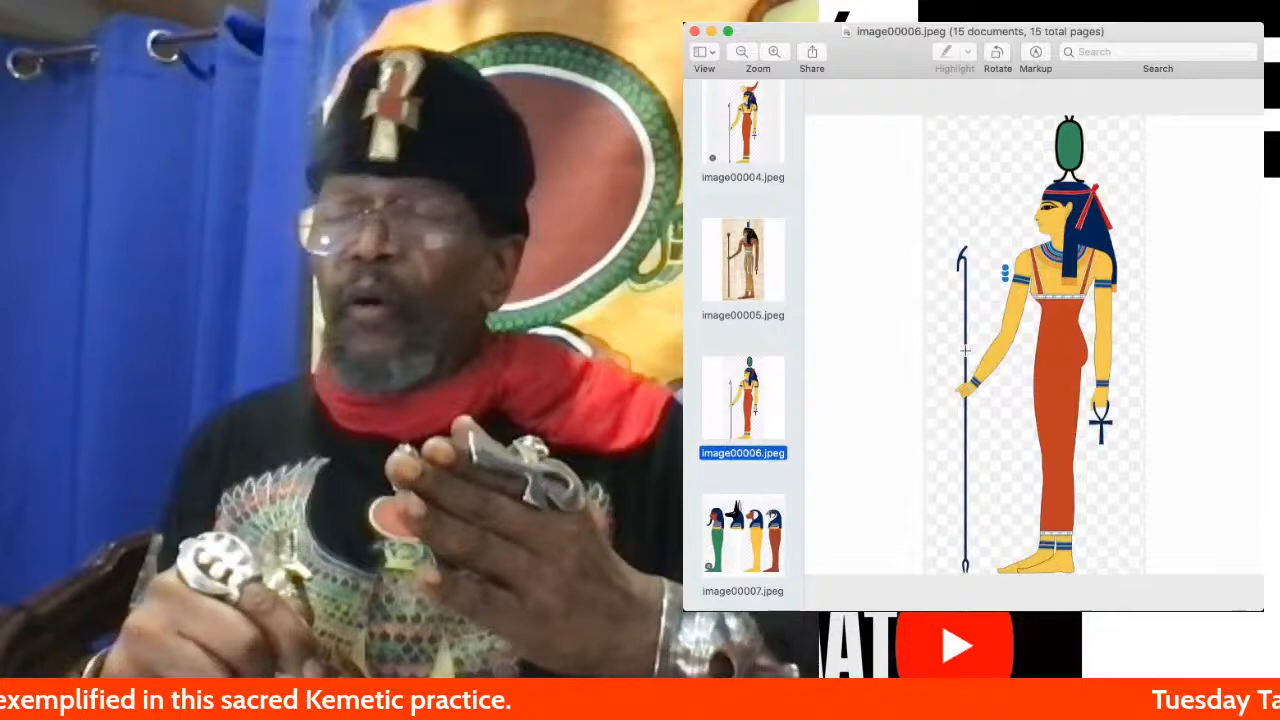 image00006.jpeg (15 documents, 15 total pages)
View
Zoom
Share
Highlight
Rotate
Markup
Search
Search
image00004.jpeg
image00005.jpeg
image00006.jpeg
image00007.jpeg
AT
exemplified in this sacred Kemetic practice.
Tuesday Ta